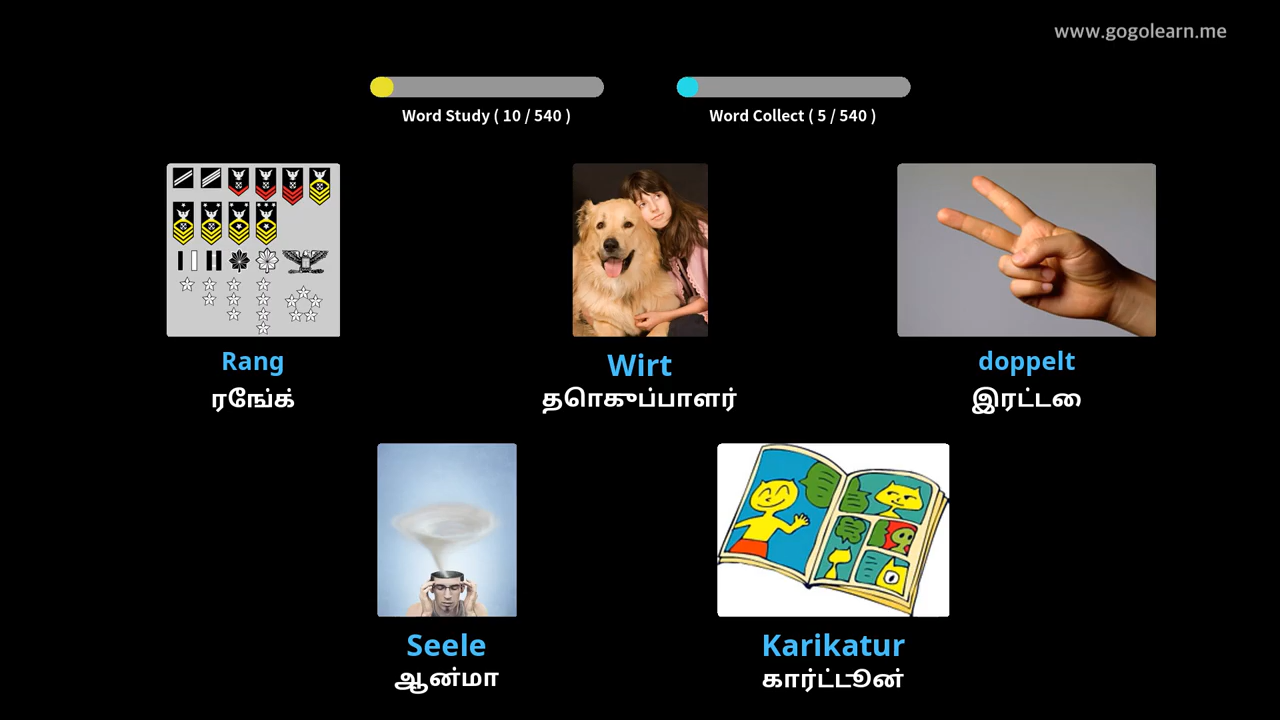 www.gogolearn.me
Word Study ( 10 / 540 )
Word Collect ( 5 / 540 )
Rang
ரேங்க்
Wirt
தொகுப்பாளர்
doppelt
இரட்டை
Seele
ஆன்மா
Karikatur
கார்ட்டூன்